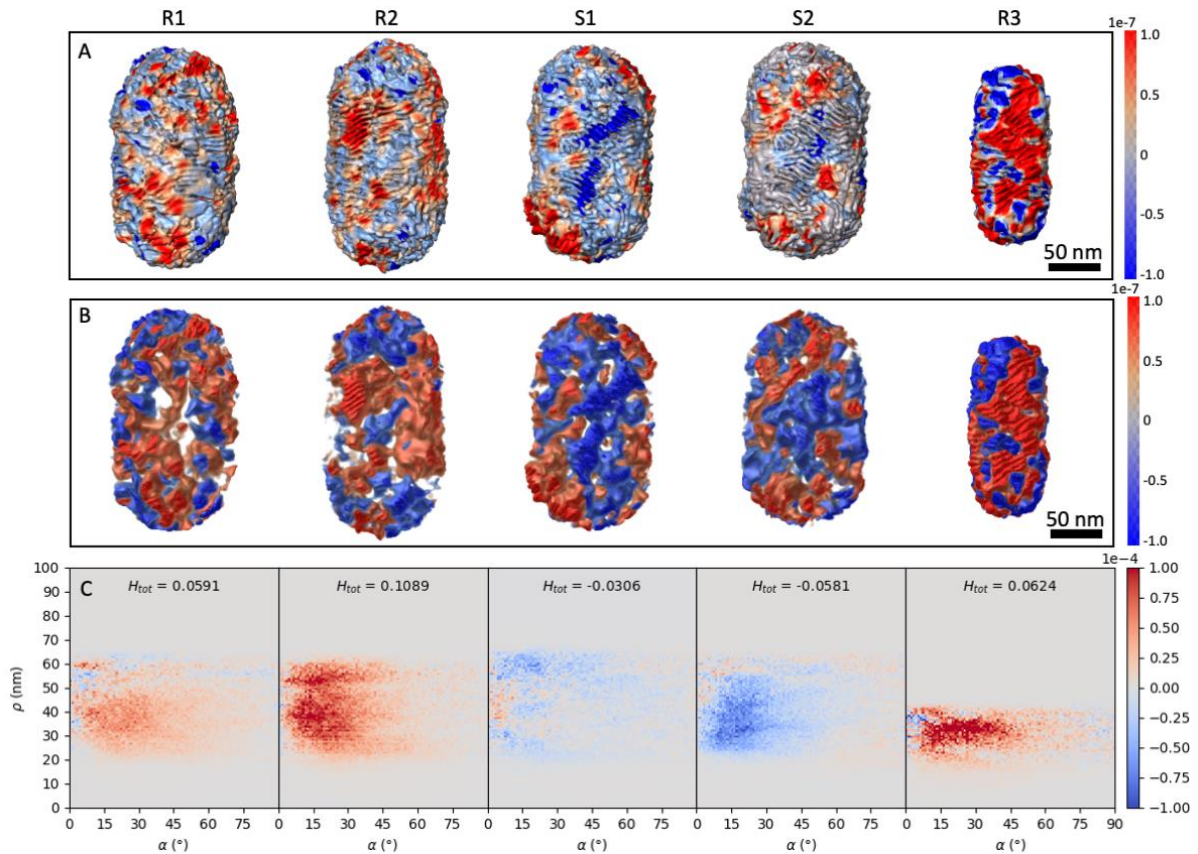 R1 R2 S1 S2 R3
A
1e-7
1.0
0.5
0
-0.5
-1.0
50 nm
B
1e-7
1.0
0.5
0
-0.5
-1.0
50 nm
C
H_tot = 0.0591 H_tot = 0.1089 H_tot = -0.0306 H_tot = -0.0581 H_tot = 0.0624
1e-4
1.00
0.75
0.50
0.25
0.00
−0.25
−0.50
−0.75
−1.00
100
90
80
70
60
50
40
30
20
10
0
ρ (nm)
0 15 30 45 60 75 0 15 30 45 60 75 0 15 30 45 60 75 0 15 30 45 60 75 0 15 30 45 60 75 90
α (°) α (°) α (°) α (°) α (°)